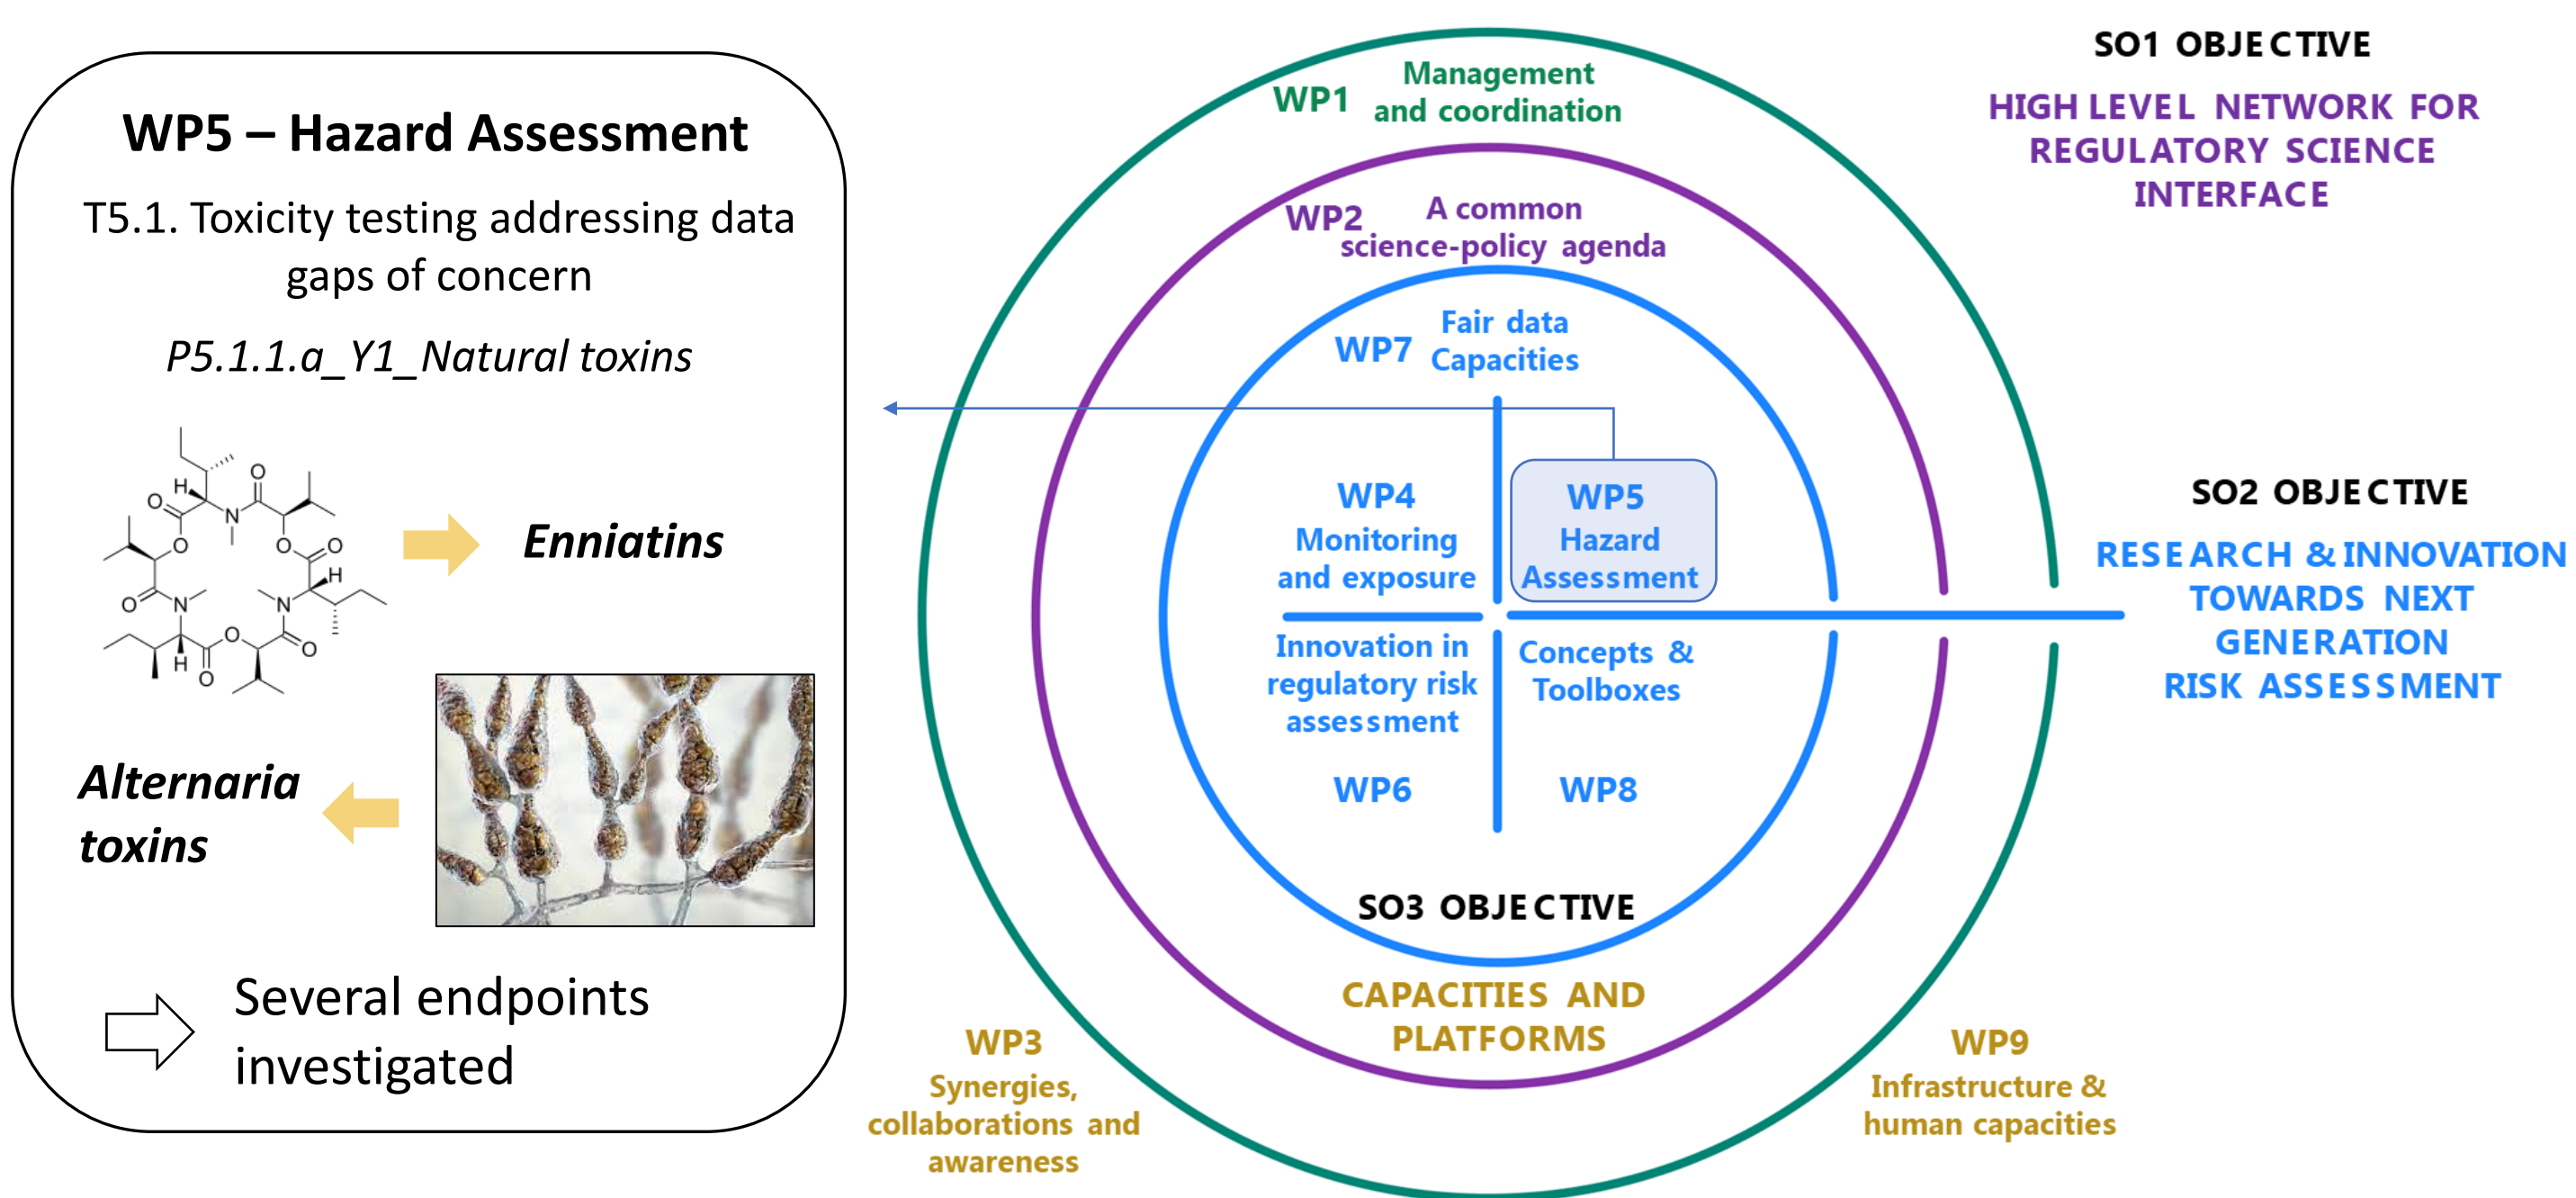 WP5 – Hazard Assessment
T5.1. Toxicity testing addressing data
gaps of concern
P5.1.1.a_Y1_Natural toxins
H
O
O
N
O
O
O
O
H
N
N
O
O
O
H
O
Enniatins
Alternaria
toxins
Several endpoints
investigated
WP1
Management
and coordination
WP2
A common
science-policy agenda
WP7
Fair data
Capacities
WP4
Monitoring
and exposure
WP5
Hazard
Assessment
Innovation in
regulatory risk
assessment
WP6
Concepts &
Toolboxes
WP8
SO3 OBJECTIVE
CAPACITIES AND
PLATFORMS
WP3
Synergies,
collaborations and
awareness
WP9
Infrastructure &
human capacities
SO1 OBJECTIVE
HIGH LEVEL NETWORK FOR
REGULATORY SCIENCE
INTERFACE
SO2 OBJECTIVE
RESEARCH & INNOVATION
TOWARDS NEXT
GENERATION
RISK ASSESSMENT